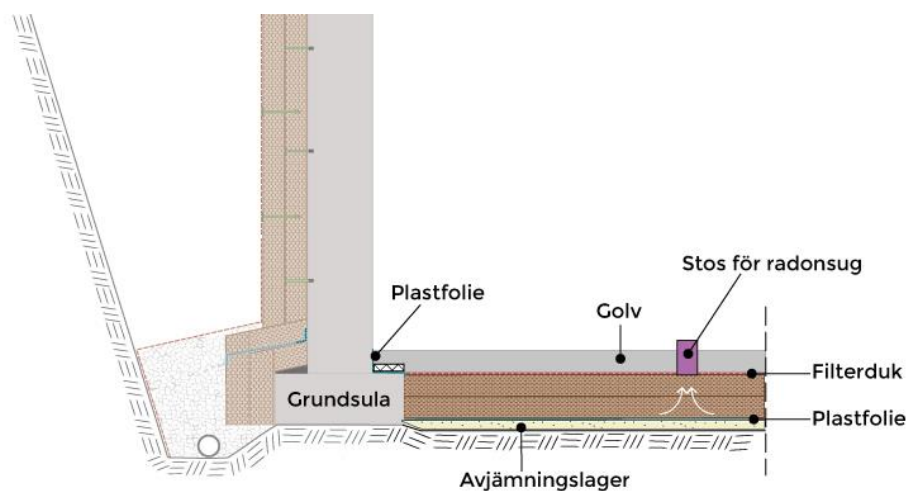 Stos för radonsug
Plastfolie
Golv
Filterduk
Grundsula
Plastfolie
Avjämningslager